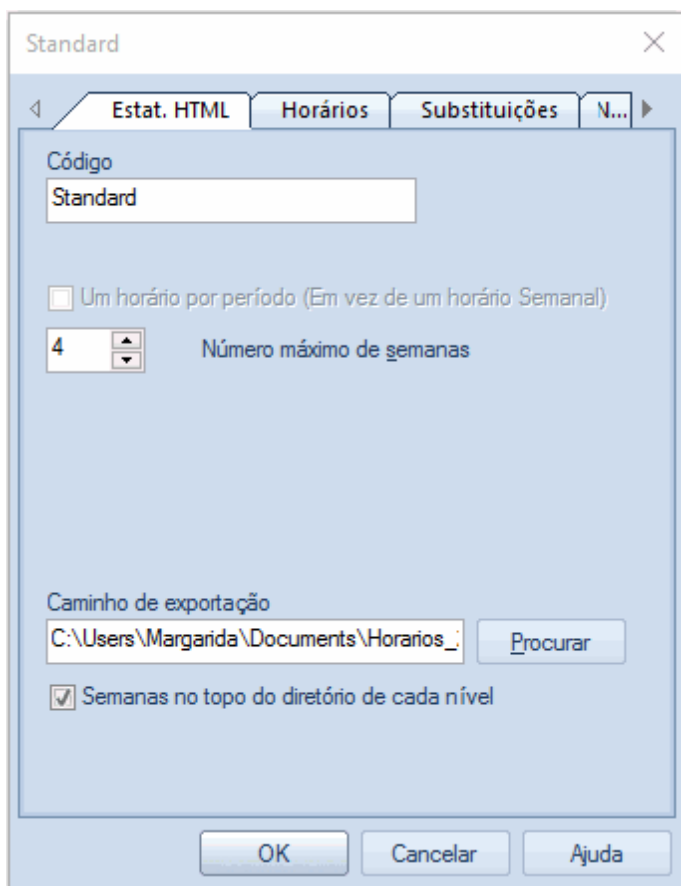 Standard
Estat. HTML Horários Substituições N...
Código
Standard
Um horário por período (Em vez de um horário Semanal)
4 Número máximo de semanas
Caminho de exportação
C:\Users\Margarida\Documents\Horarios_ Procurar
Semanas no topo do diretório de cada nível
OK Cancelar Ajuda